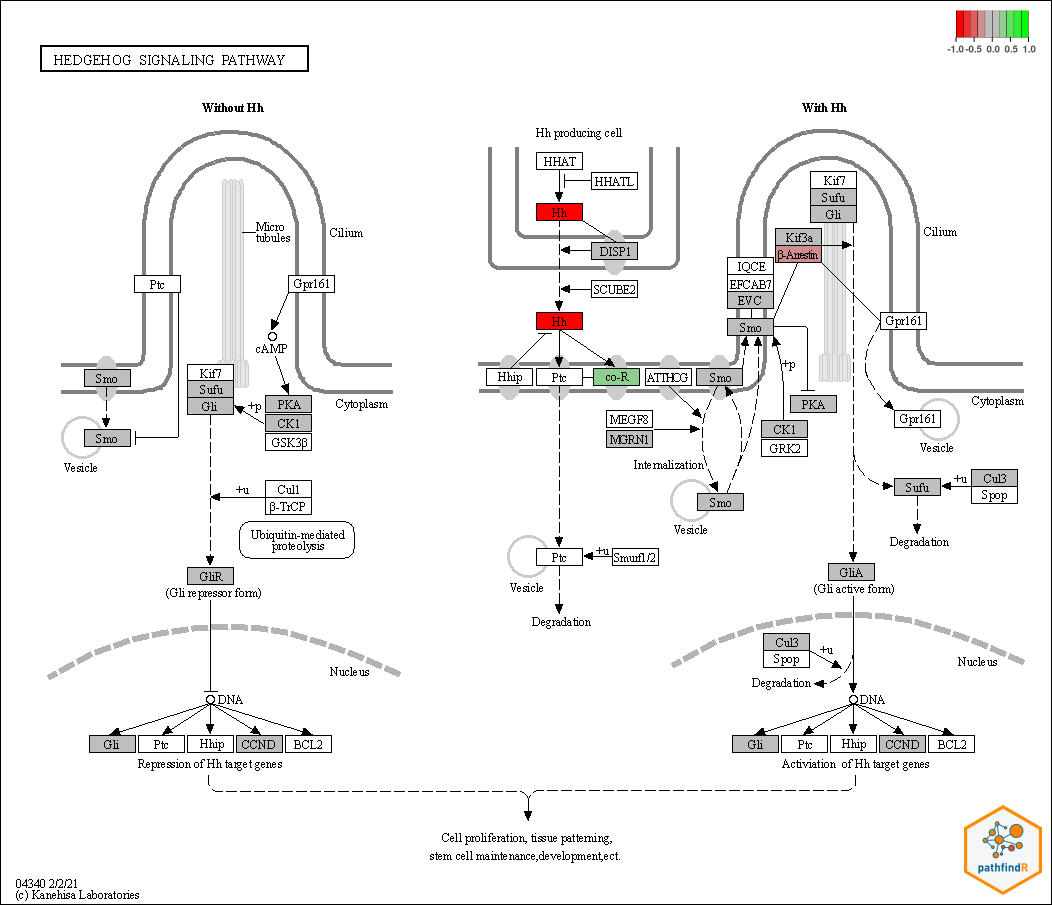 -1.0 -0.5 0.0 0.5 1.0
HEDGEHOG SIGNALING PATHWAY
Without Hh
With Hh
Hh producing cell
HHAT
HHATL
Hh
DISP1
SCUBE2
Hh
Micro
tubules
Cilium
Ptc
Gpr161
cAMP
Smo
Kif7
Sufu
Gli
+p
PKA
CK1
GSK3β
Cytoplasm
Smo
Vesicle
+u
Cul1
β-TrCP
Ubiquitin-mediated
proteolysis
GliR
(Gli repressor form)
Nucleus
DNA
Gli
Ptc
Hhip
CCND
BCL2
Repression of Hh target genes
Kif7
Sufu
Gli
Kif3a
β-Arrestin
Cilium
IQCE
EFCAB7
EVC
Smo
Gpr161
Hhip
Ptc
co-R
ATTHOG
Smo
+p
PKA
Cytoplasm
MEGF8
MGRN1
CK1
GRK2
Gpr161
Vesicle
Internalization
Smo
Vesicle
Sufu
+u
Cul3
Spop
Degradation
Ptc
+u
Smurf1/2
Vesicle
Degradation
GliA
(Gli active form)
Cul3
Spop
+u
Degradation
Nucleus
DNA
Gli
Ptc
Hhip
CCND
BCL2
Activiation of Hh target genes
Cell proliferation, tissue patterning,
stem cell maintenance,development,ect.
04340 2/2/21
(c) Kanehisa Laboratories
pathfindR